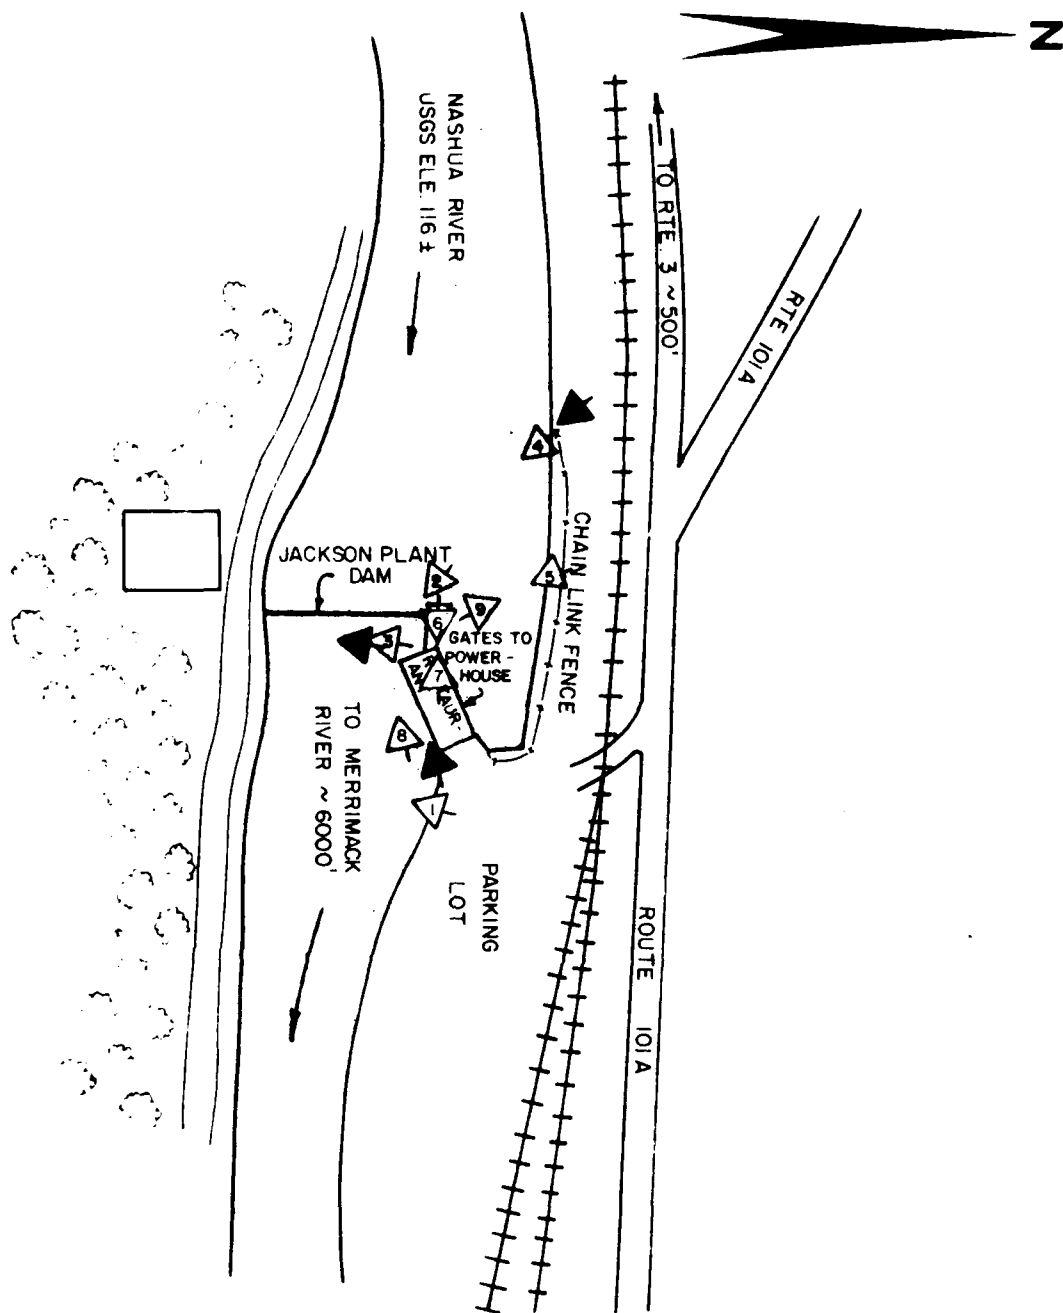 N
NASHUA RIVER
USGS ELE. 116 ±
TO RTE. 3 ~ 500'
RTE 101A
4
CHAIN LINK FENCE
5
JACKSON PLANT
DAM
2
9
6
3
GATES TO
POWER-
HOUSE
7
AUR-
8
1
TO MERRIMACK
RIVER ~ 6000'
PARKING
LOT
ROUTE 101A